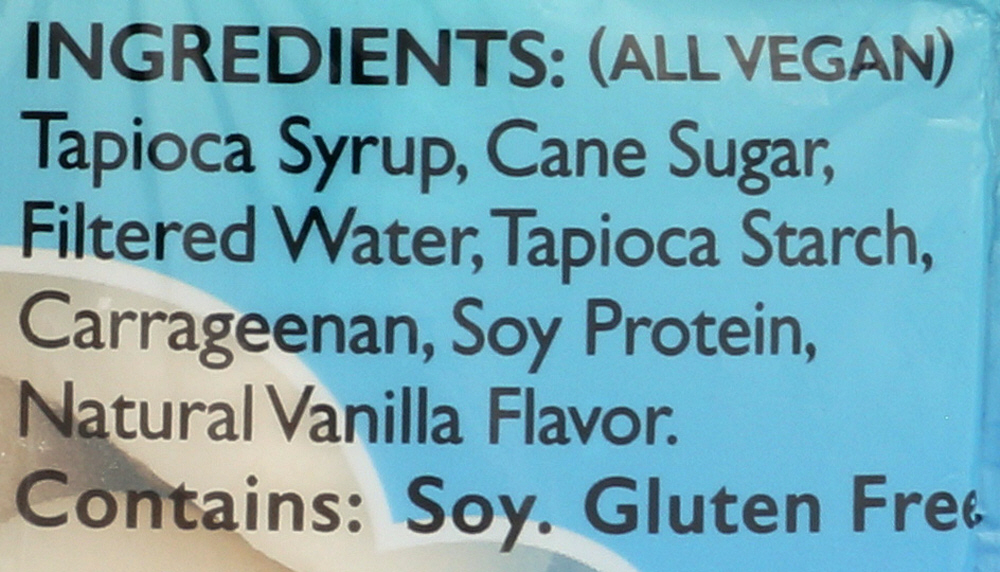 INGREDIENTS: (ALL VEGAN)
Tapioca Syrup, Cane Sugar,
Filtered Water, Tapioca Starch,
Carrageenan, Soy Protein,
Natural Vanilla Flavor.
Contains: Soy. Gluten Free